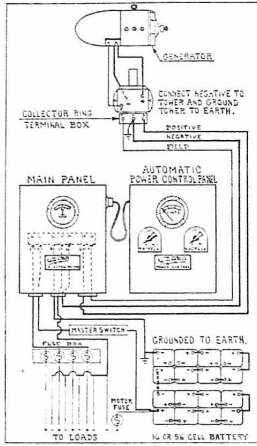 GENERATOR
CONNECT NEGATIVE TO
TOWER AND GROUND
TOWER TO EARTH.
COLLECTOR RING
TERMINAL BOX
POSITIVE
NEGATIVE
FIELD
MAIN PANEL
AUTOMATIC
POWER CONTROL PANEL
MASTER SWITCH
FUSE BOX
GROUNDED TO EARTH.
MOTOR
FUSE
TO LOADS
16 OR 56 CELL BATTERY